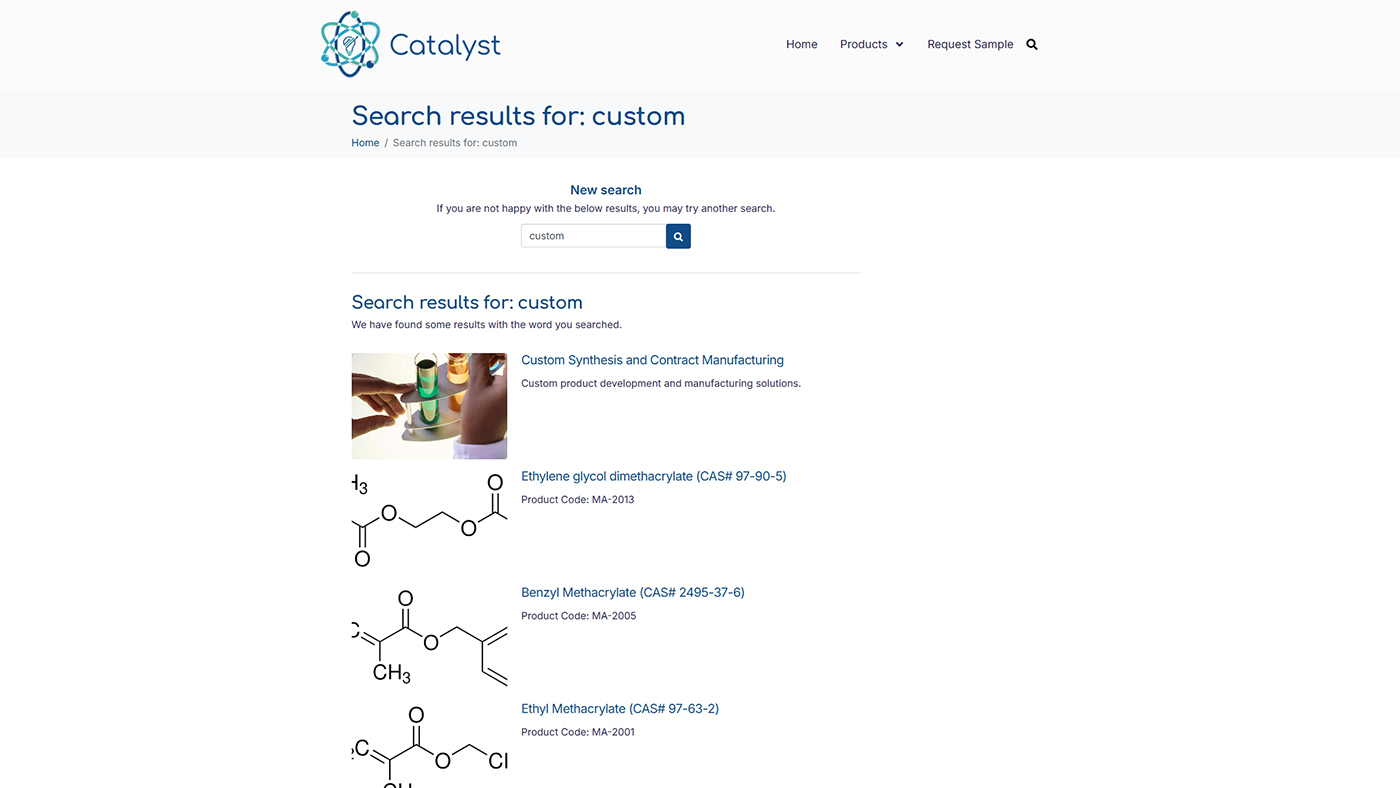 Catalyst
Home Products Request Sample
Search results for: custom
Home / Search results for: custom
New search
If you are not happy with the below results, you may try another search.
custom
Search results for: custom
We have found some results with the word you searched.
Custom Synthesis and Contract Manufacturing
Custom product development and manufacturing solutions.
Ethylene glycol dimethacrylate (CAS# 97-90-5)
Product Code: MA-2013
H3
O
O
O
O
Benzyl Methacrylate (CAS# 2495-37-6)
Product Code: MA-2005
O
C
O
CH3
Ethyl Methacrylate (CAS# 97-63-2)
Product Code: MA-2001
O
C
O